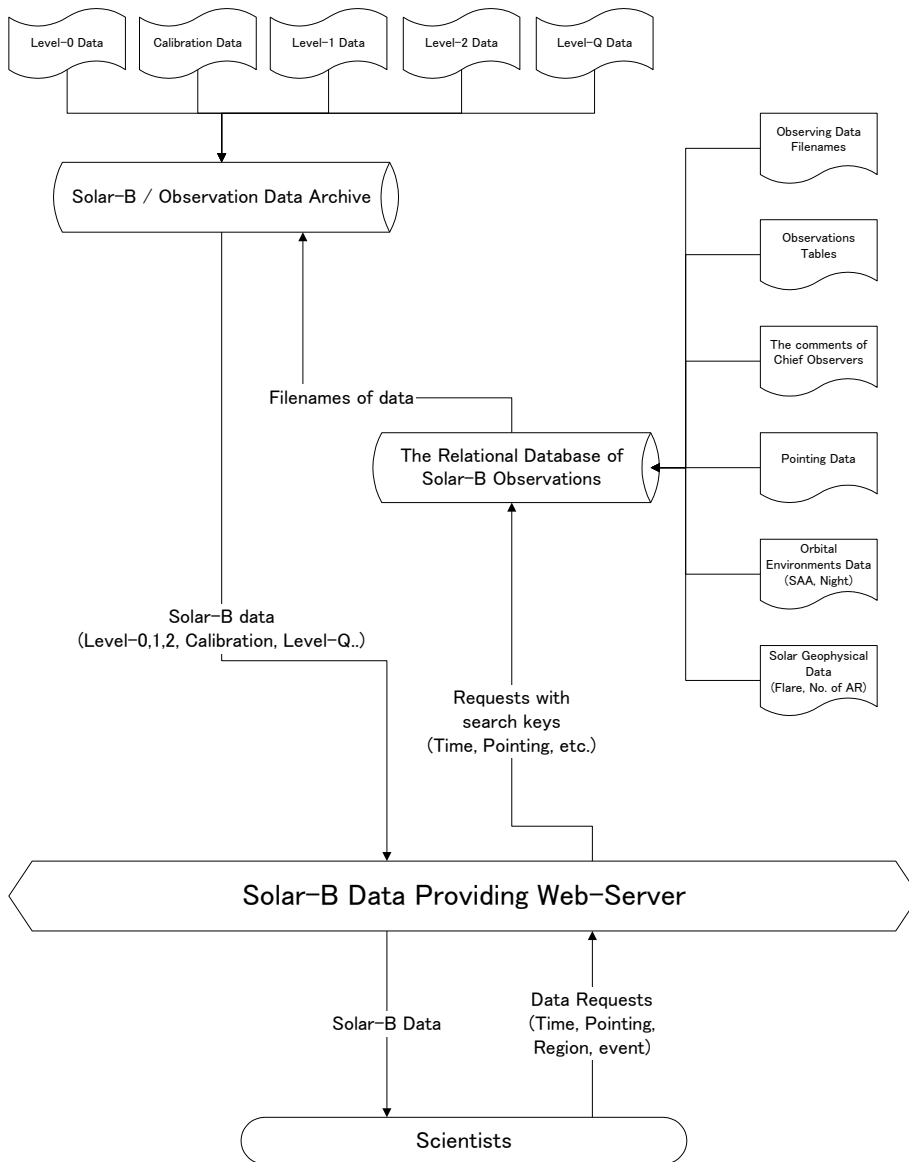 Level-0 Data
Calibration Data
Level-1 Data
Level-2 Data
Level-Q Data
Observing Data
Filenames
Solar-B / Observation Data Archive
Observations
Tables
The comments of
Chief Observers
Filenames of data
The Relational Database of
Solar-B Observations
Pointing Data
Orbital
Environments Data
(SAA, Night)
Solar-B data
(Level-0,1,2, Calibration, Level-Q..)
Solar Geophysical
Data
(Flare, No. of AR)
Requests with
search keys
(Time, Pointing, etc.)
Solar-B Data Providing Web-Server
Solar-B Data
Data Requests
(Time, Pointing,
Region, event)
Scientists